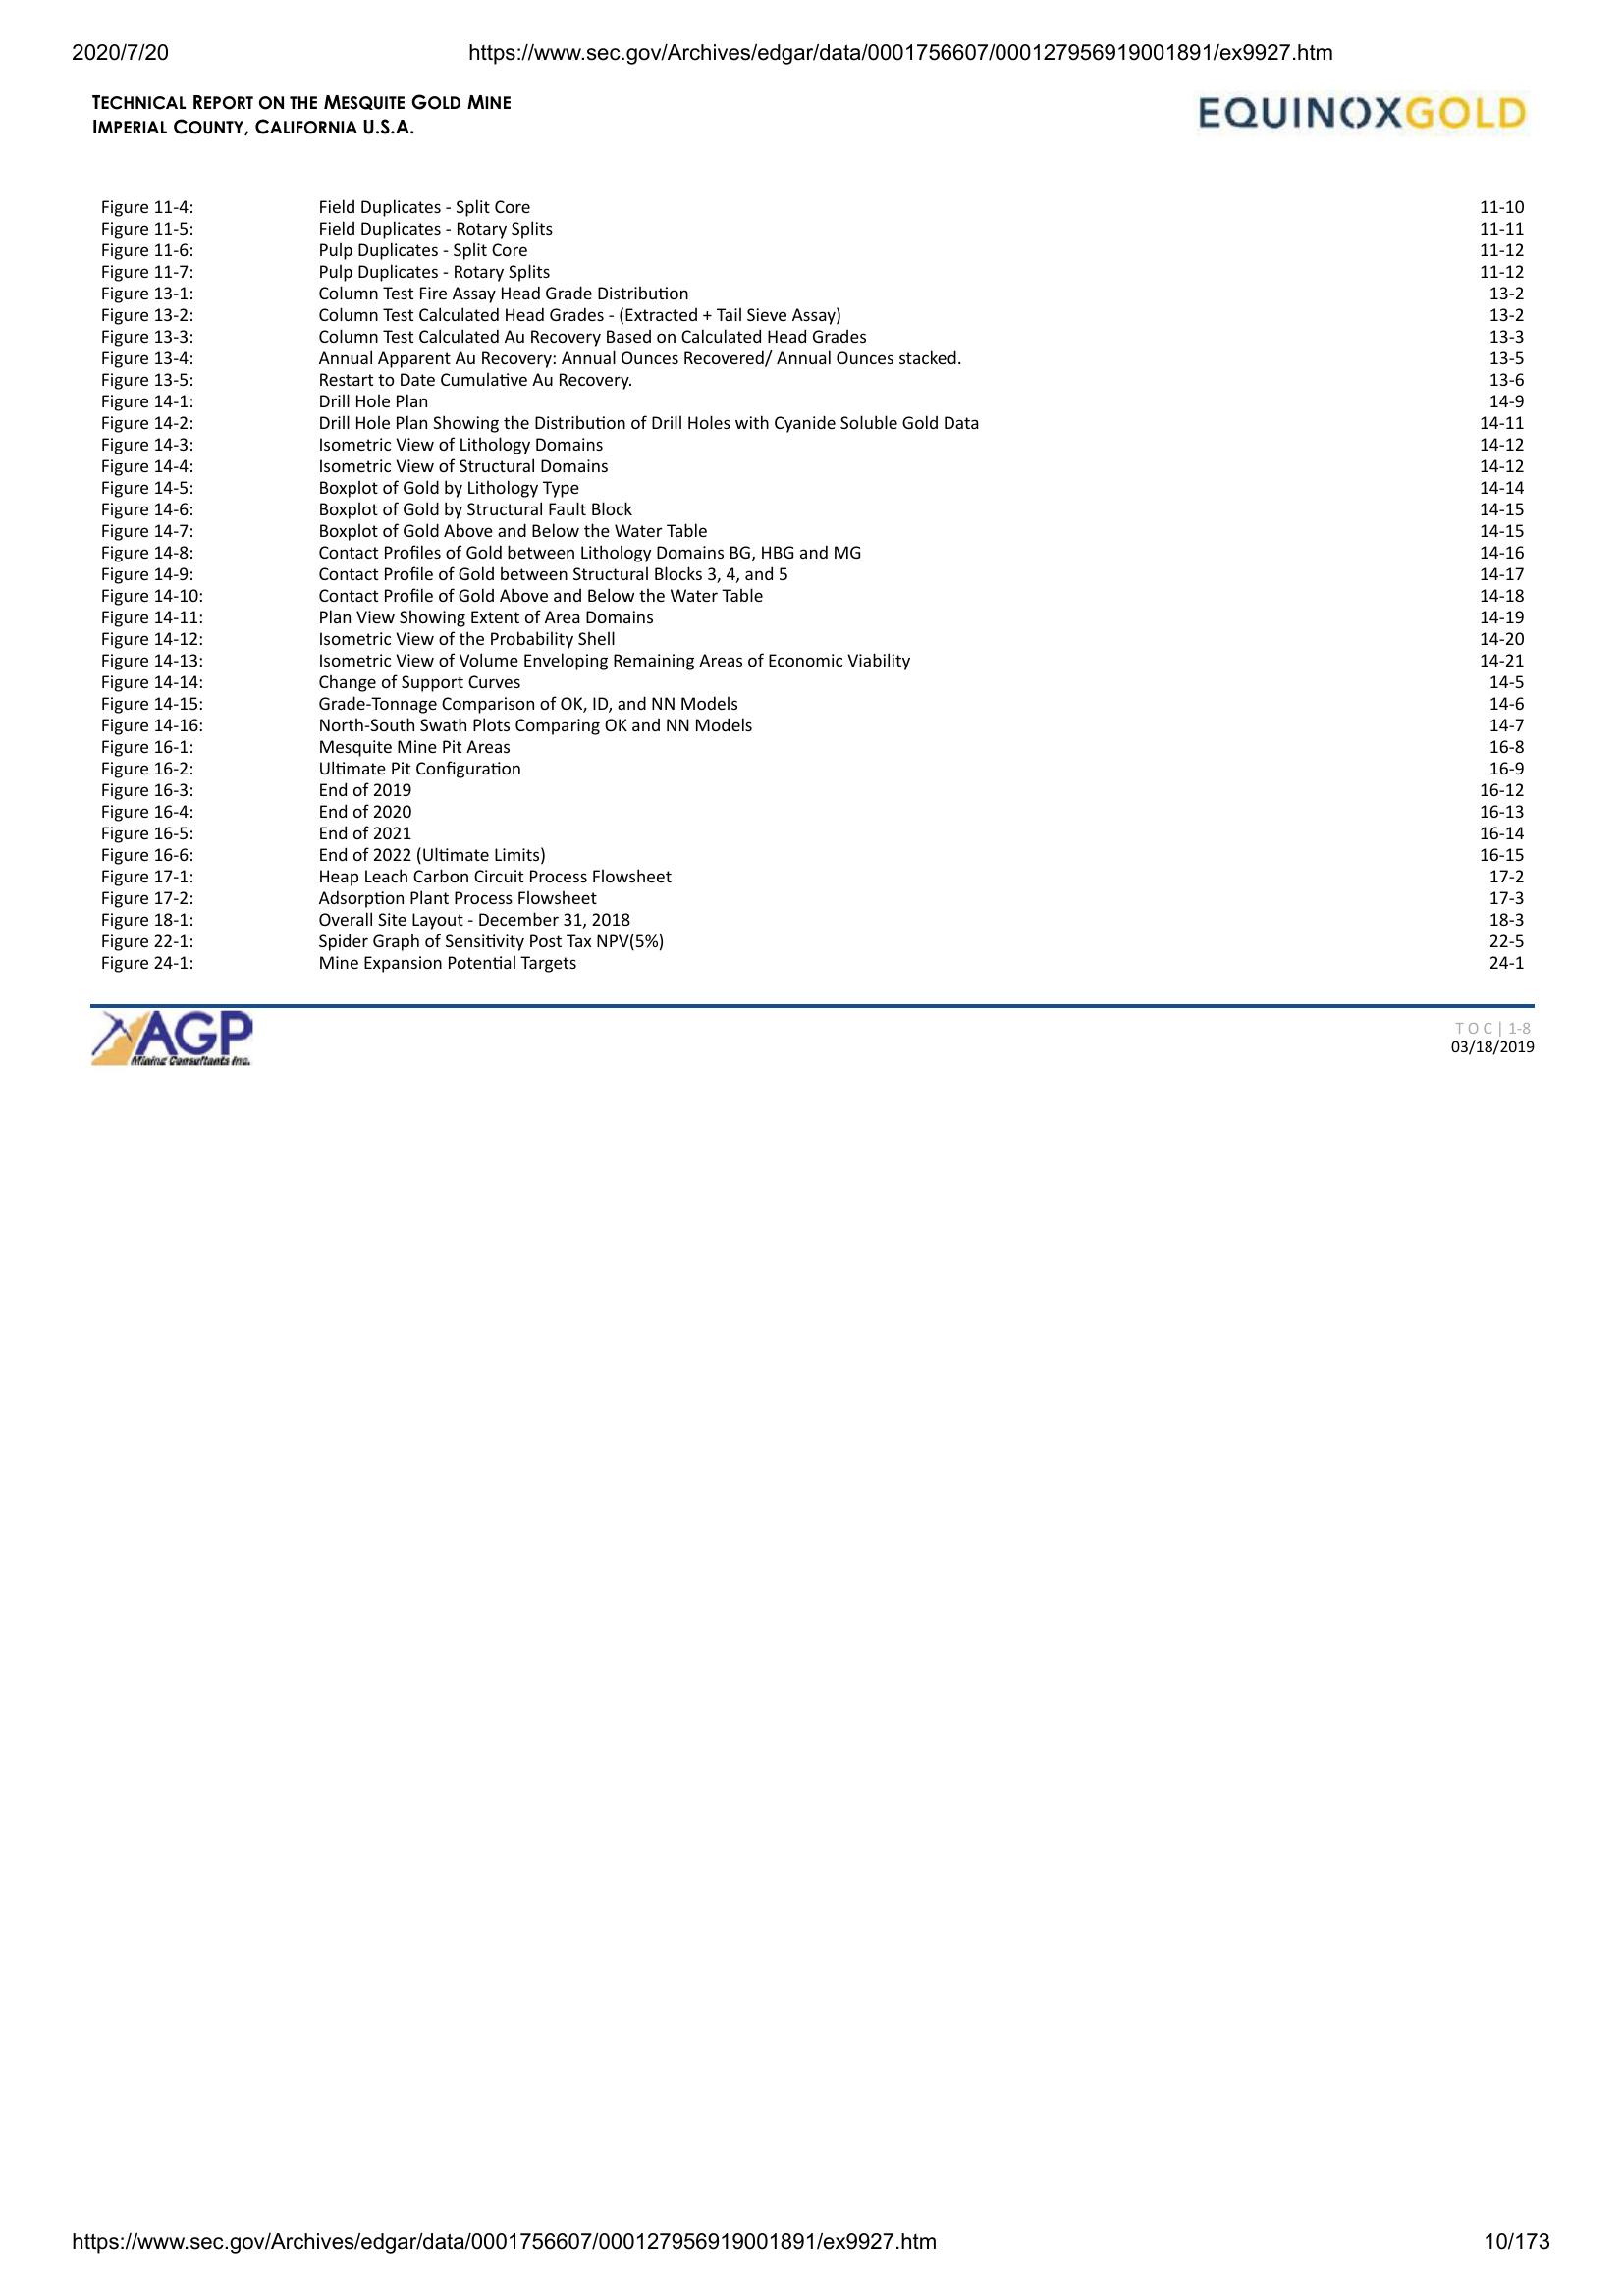 2020/7/20 https://www.sec.gov/Archives/edgar/data/0001756607/000127956919001891/ex9927.htm
TECHNICAL REPORT ON THE MESQUITE GOLD MINE
IMPERIAL COUNTY, CALIFORNIA U.S.A.
EQUINOXGOLD
Figure 11-4: Field Duplicates - Split Core 11-10
Figure 11-5: Field Duplicates - Rotary Splits 11-11
Figure 11-6: Pulp Duplicates - Split Core 11-12
Figure 11-7: Pulp Duplicates - Rotary Splits 11-12
Figure 13-1: Column Test Fire Assay Head Grade Distribution 13-2
Figure 13-2: Column Test Calculated Head Grades - (Extracted + Tail Sieve Assay) 13-2
Figure 13-3: Column Test Calculated Au Recovery Based on Calculated Head Grades 13-3
Figure 13-4: Annual Apparent Au Recovery: Annual Ounces Recovered/ Annual Ounces stacked. 13-5
Figure 13-5: Restart to Date Cumulative Au Recovery. 13-6
Figure 14-1: Drill Hole Plan 14-9
Figure 14-2: Drill Hole Plan Showing the Distribution of Drill Holes with Cyanide Soluble Gold Data 14-11
Figure 14-3: Isometric View of Lithology Domains 14-12
Figure 14-4: Isometric View of Structural Domains 14-12
Figure 14-5: Boxplot of Gold by Lithology Type 14-14
Figure 14-6: Boxplot of Gold by Structural Fault Block 14-15
Figure 14-7: Boxplot of Gold Above and Below the Water Table 14-15
Figure 14-8: Contact Profiles of Gold between Lithology Domains BG, HBG and MG 14-16
Figure 14-9: Contact Profile of Gold between Structural Blocks 3, 4, and 5 14-17
Figure 14-10: Contact Profile of Gold Above and Below the Water Table 14-18
Figure 14-11: Plan View Showing Extent of Area Domains 14-19
Figure 14-12: Isometric View of the Probability Shell 14-20
Figure 14-13: Isometric View of Volume Enveloping Remaining Areas of Economic Viability 14-21
Figure 14-14: Change of Support Curves 14-5
Figure 14-15: Grade-Tonnage Comparison of OK, ID, and NN Models 14-6
Figure 14-16: North-South Swath Plots Comparing OK and NN Models 14-7
Figure 16-1: Mesquite Mine Pit Areas 16-8
Figure 16-2: Ultimate Pit Configuration 16-9
Figure 16-3: End of 2019 16-12
Figure 16-4: End of 2020 16-13
Figure 16-5: End of 2021 16-14
Figure 16-6: End of 2022 (Ultimate Limits) 16-15
Figure 17-1: Heap Leach Carbon Circuit Process Flowsheet 17-2
Figure 17-2: Adsorption Plant Process Flowsheet 17-3
Figure 18-1: Overall Site Layout - December 31, 2018 18-3
Figure 22-1: Spider Graph of Sensitivity Post Tax NPV(5%) 22-5
Figure 24-1: Mine Expansion Potential Targets 24-1
AGP
Mining Consultants Inc.
T O C | 1-8
03/18/2019
https://www.sec.gov/Archives/edgar/data/0001756607/000127956919001891/ex9927.htm 10/173